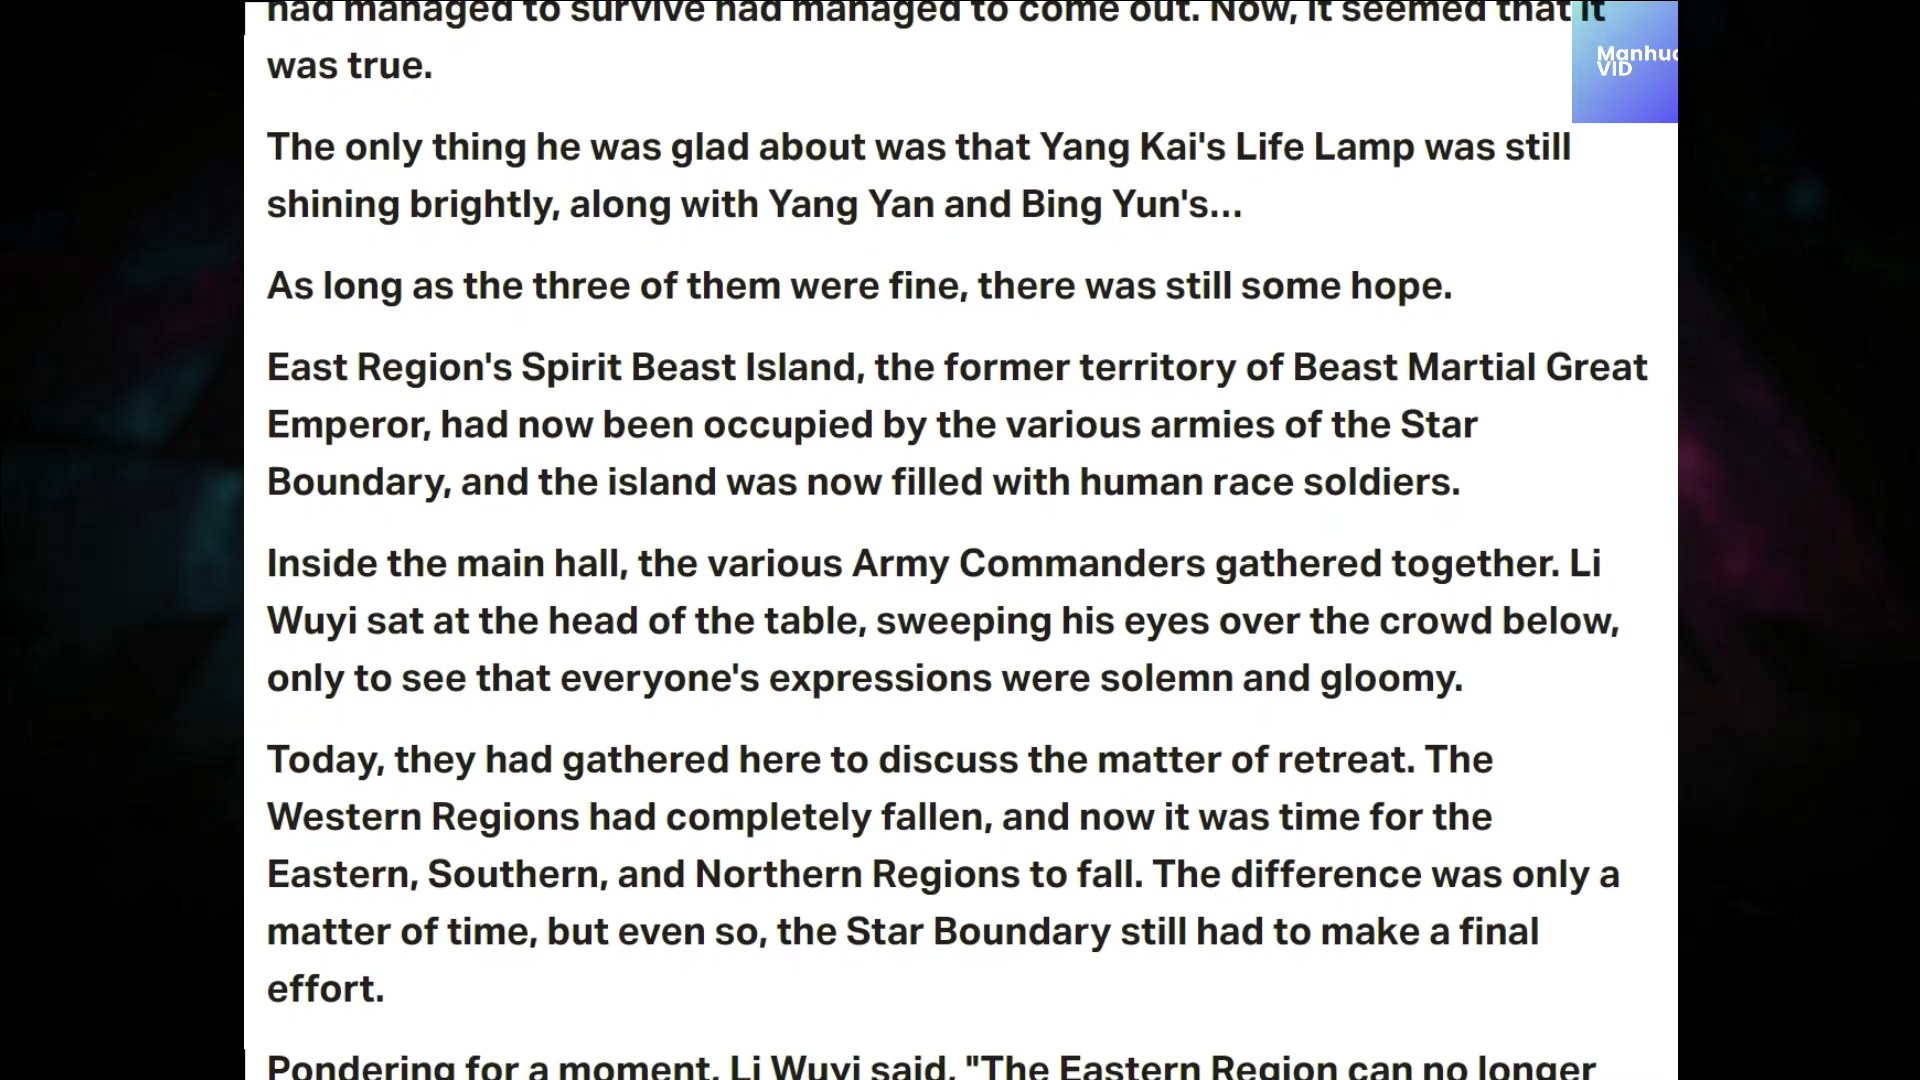 had managed to survive had managed to come out. Now, it seemed that it
was true.
Manhua
VID
The only thing he was glad about was that Yang Kai's Life Lamp was still
shining brightly, along with Yang Yan and Bing Yun's...
As long as the three of them were fine, there was still some hope.
East Region's Spirit Beast Island, the former territory of Beast Martial Great
Emperor, had now been occupied by the various armies of the Star
Boundary, and the island was now filled with human race soldiers.
Inside the main hall, the various Army Commanders gathered together. Li
Wuyi sat at the head of the table, sweeping his eyes over the crowd below,
only to see that everyone's expressions were solemn and gloomy.
Today, they had gathered here to discuss the matter of retreat. The
Western Regions had completely fallen, and now it was time for the
Eastern, Southern, and Northern Regions to fall. The difference was only a
matter of time, but even so, the Star Boundary still had to make a final
effort.
Pondering for a moment, Li Wuyi said, "The Eastern Region can no longer